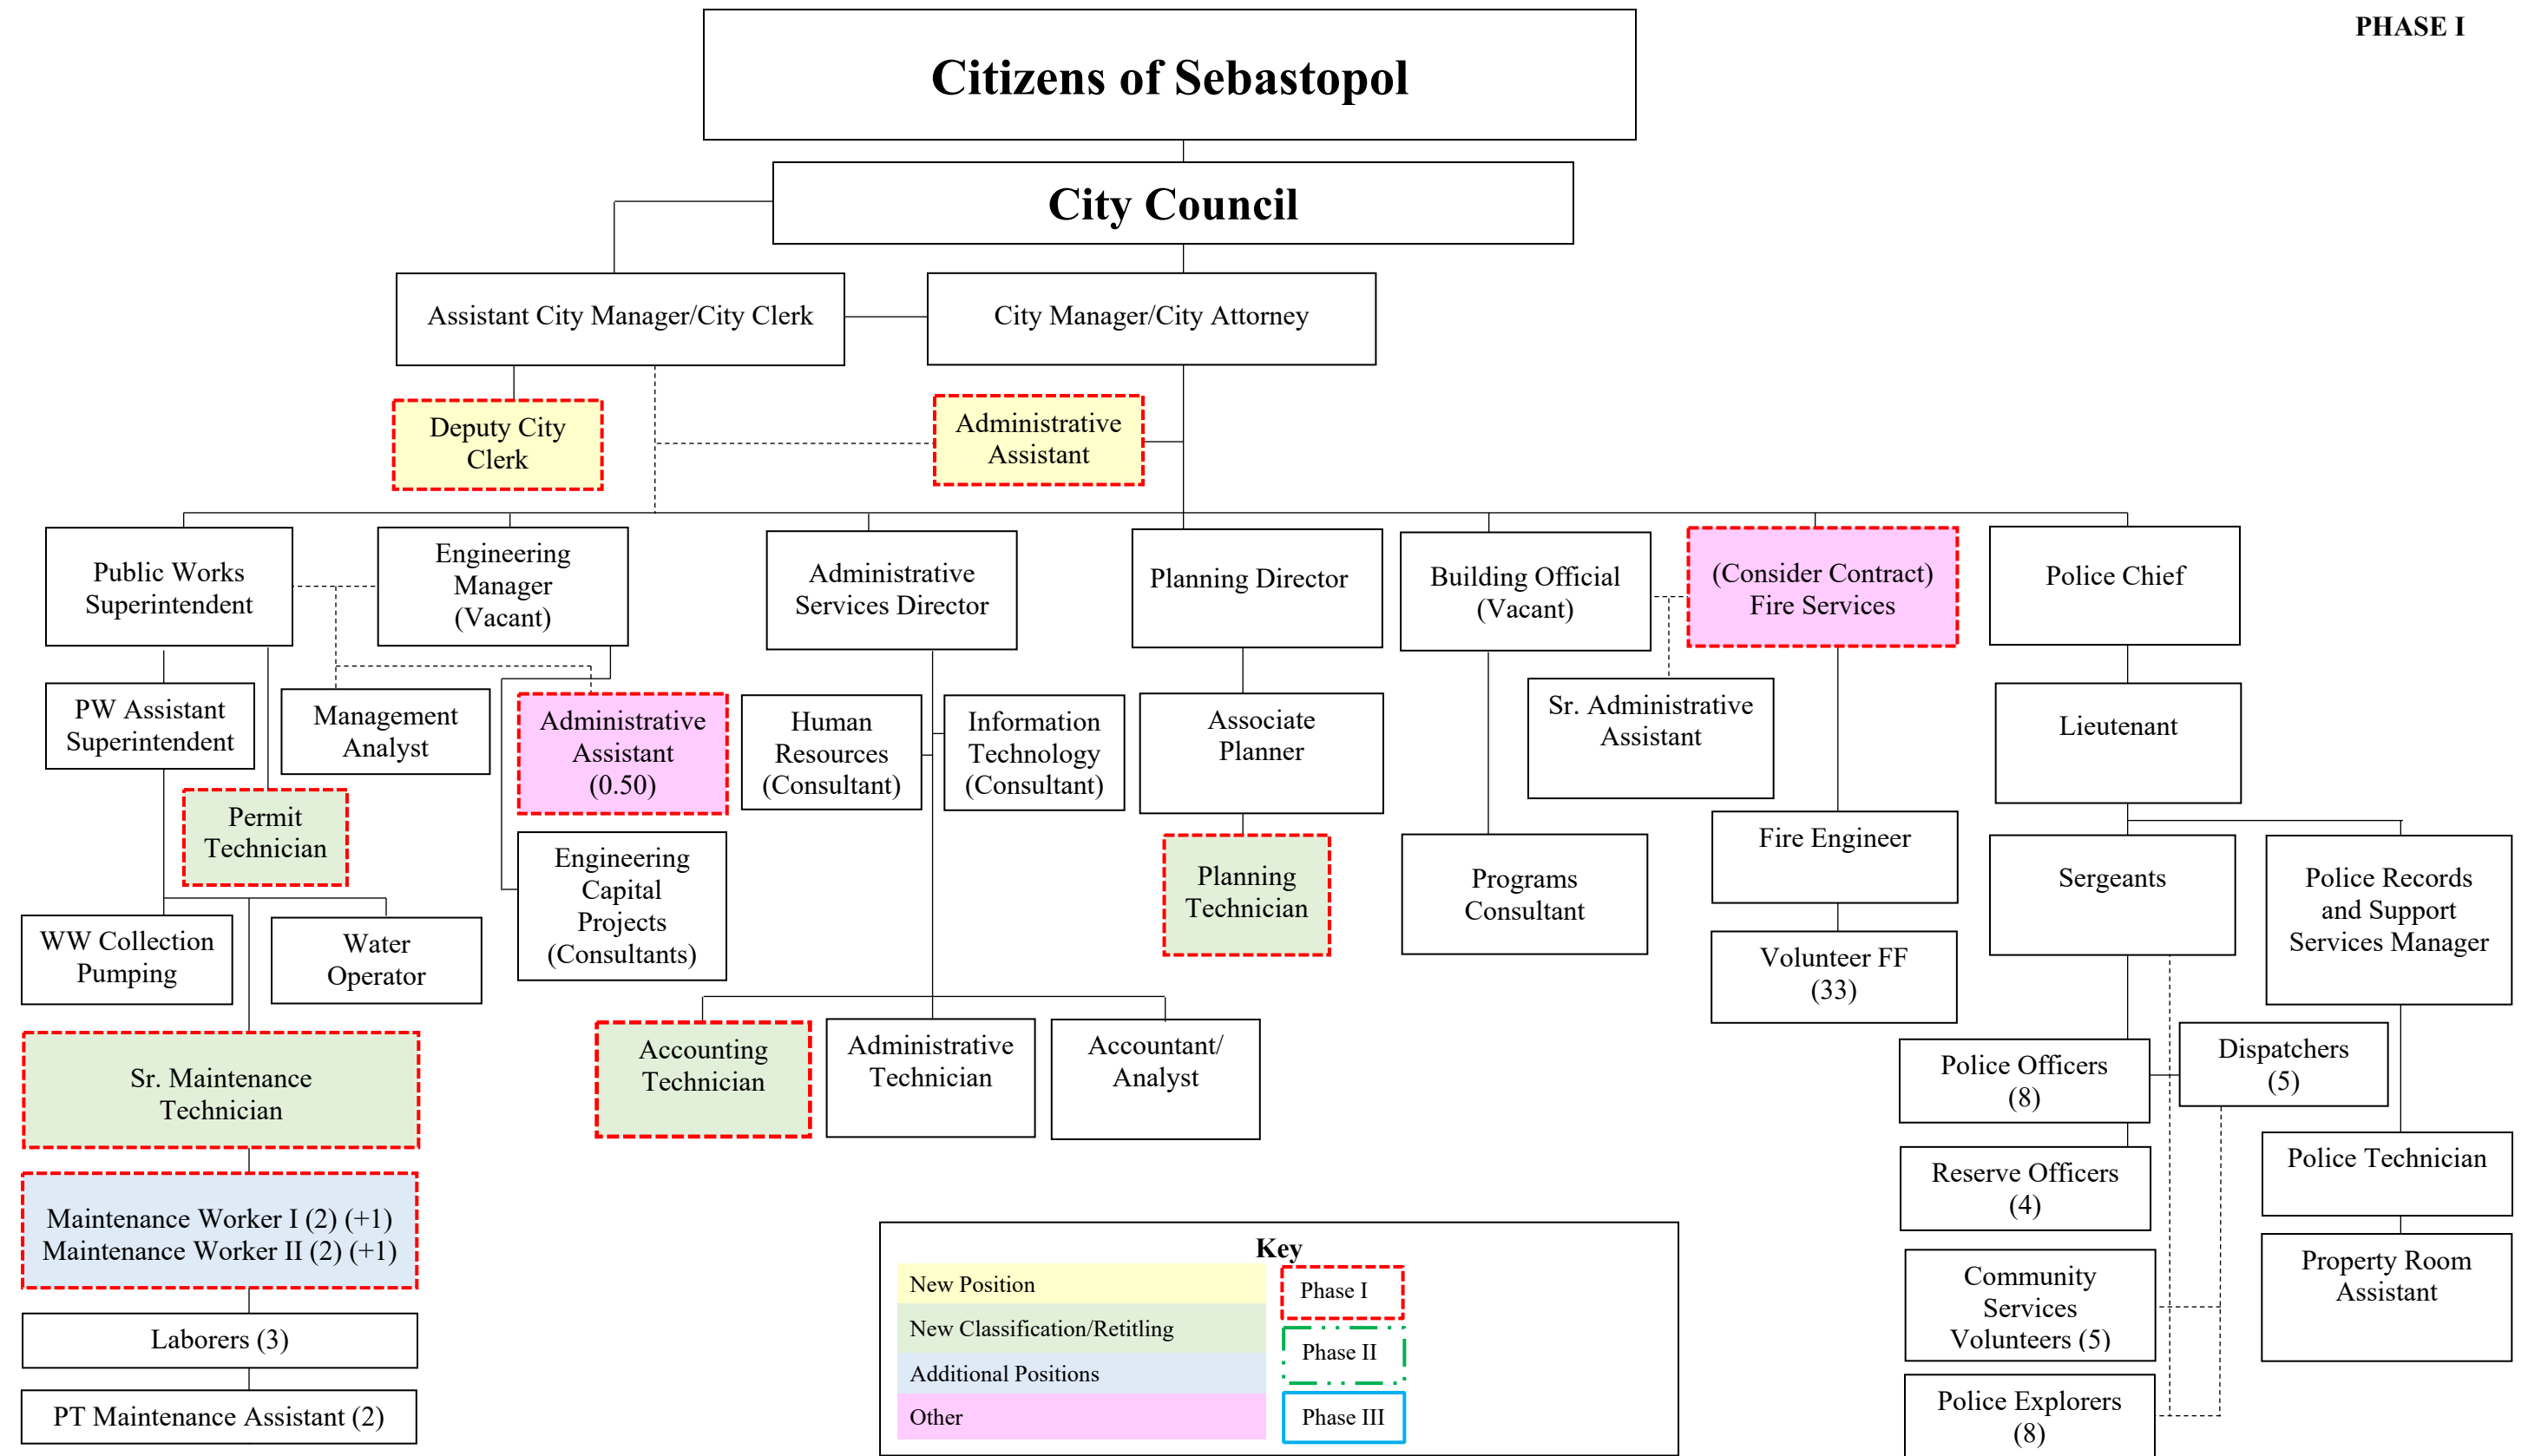 PHASE I
Citizens of Sebastopol
City Council
Assistant City Manager/City Clerk
City Manager/City Attorney
Deputy City
Clerk
Administrative
Assistant
Public Works
Superintendent
Engineering
Manager
(Vacant)
Administrative
Services Director
Planning Director
Building Official
(Vacant)
(Consider Contract)
Fire Services
Police Chief
PW Assistant
Superintendent
Management
Analyst
Administrative
Assistant
(0.50)
Human
Resources
(Consultant)
Information
Technology
(Consultant)
Associate
Planner
Sr. Administrative
Assistant
Lieutenant
Permit
Technician
Engineering
Capital
Projects
(Consultants)
Planning
Technician
Programs
Consultant
Fire Engineer
Sergeants
Police Records
and Support
Services Manager
WW Collection
Pumping
Water
Operator
Volunteer FF
(33)
Sr. Maintenance
Technician
Accounting
Technician
Administrative
Technician
Accountant/
Analyst
Police Officers
(8)
Dispatchers
(5)
Reserve Officers
(4)
Police Technician
Maintenance Worker I (2) (+1)
Maintenance Worker II (2) (+1)
Community
Services
Volunteers (5)
Property Room
Assistant
Laborers (3)
PT Maintenance Assistant (2)
Police Explorers
(8)
Key
New Position
New Classification/Retitling
Additional Positions
Other
Phase I
Phase II
Phase III